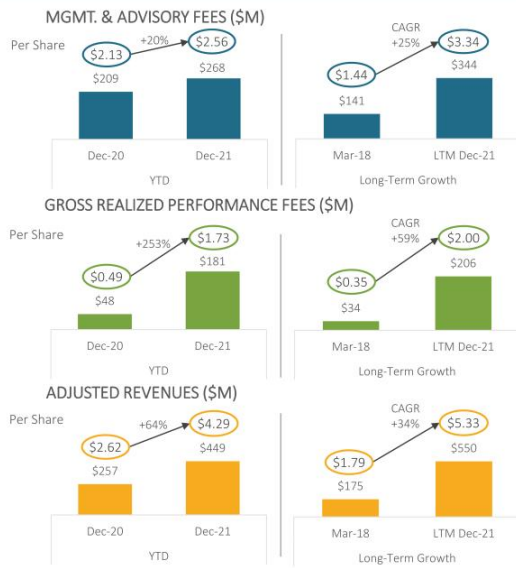 MGMT. & ADVISORY FEES ($M)
Per Share
$2.13
+20%
$2.56
$209
$268
Dec-20
Dec-21
YTD
CAGR
+25%
$1.44
$3.34
$141
$344
Mar-18
LTM Dec-21
Long-Term Growth
GROSS REALIZED PERFORMANCE FEES ($M)
Per Share
$0.49
+253%
$1.73
$48
$181
Dec-20
Dec-21
YTD
CAGR
+59%
$0.35
$2.00
$34
$206
Mar-18
LTM Dec-21
Long-Term Growth
ADJUSTED REVENUES ($M)
Per Share
$2.62
+64%
$4.29
$257
$449
Dec-20
Dec-21
YTD
CAGR
+34%
$1.79
$5.33
$175
$550
Mar-18
LTM Dec-21
Long-Term Growth